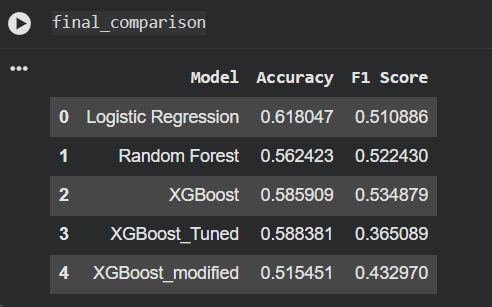 final_comparison
Model Accuracy F1 Score
0 Logistic Regression 0.618047 0.510886
1 Random Forest 0.562423 0.522430
2 XGBoost 0.585909 0.534879
3 XGBoost_Tuned 0.588381 0.365089
4 XGBoost_modified 0.515451 0.432970